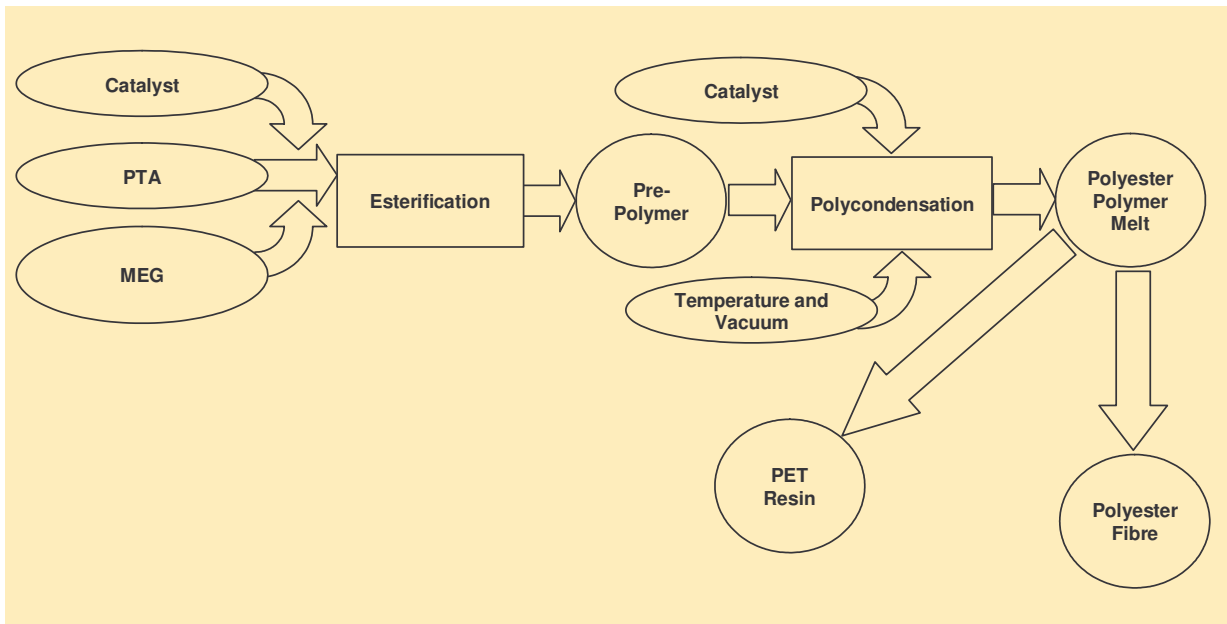 Catalyst
PTA
MEG
Esterification
Pre-
Polymer
Catalyst
Polycondensation
Temperature and
Vacuum
Polyester
Polymer
Melt
PET
Resin
Polyester
Fibre